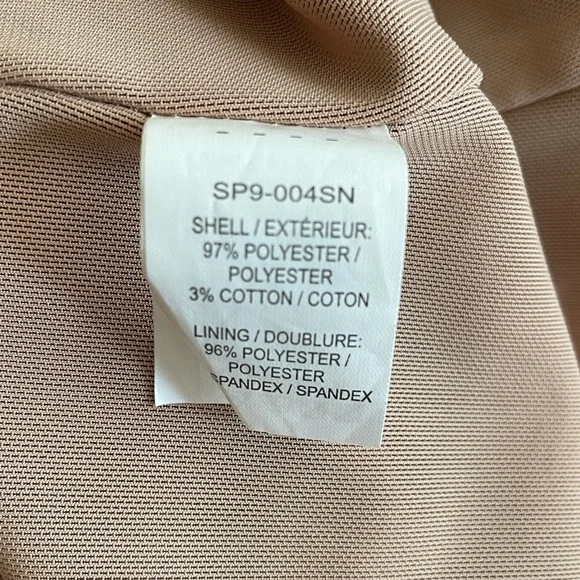 SP9-004SN
SHELL / EXTÉRIEUR:
97% POLYESTER /
POLYESTER
3% COTTON / COTON
LINING / DOUBLURE:
96% POLYESTER /
POLYESTER
SPANDEX / SPANDEX